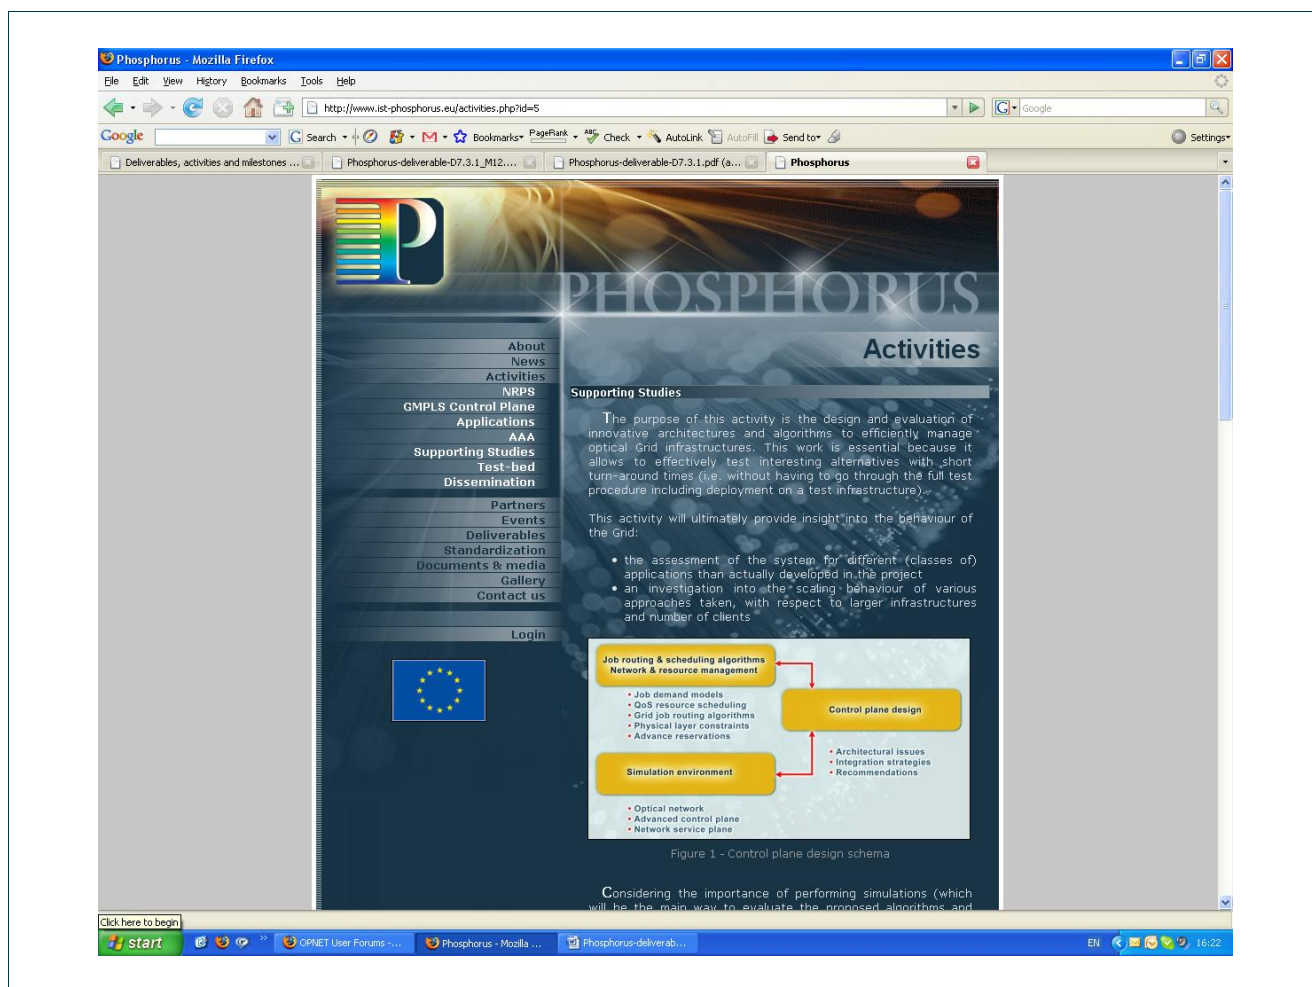 Phosphorus - Mozilla Firefox
File Edit View History Bookmarks Tools Help
http://www.ist-phosphorus.eu/activities.php?id=5
Google
Google Search Bookmarks PageRank Check AutoLink AutoFill Send to Settings
Deliverables, activities and milestones ... Phosphorus-deliverable-D7.3.1_M12.... Phosphorus-deliverable-D7.3.1.pdf (a... Phosphorus
P
PHOSPHORUS
Activities
About
News
Activities
NRPS
GMPLS Control Plane
Applications
AAA
Supporting Studies
Test-bed
Dissemination
Partners
Events
Deliverables
Standardization
Documents & media
Gallery
Contact us
Login
Supporting Studies
The purpose of this activity is the design and evaluation of
innovative architectures and algorithms to efficiently manage
optical Grid infrastructures. This work is essential because it
allows to effectively test interesting alternatives with short
turn-around times (i.e. without having to go through the full test
procedure including deployment on a test infrastructure).
This activity will ultimately provide insight into the behaviour of
the Grid:
• the assessment of the system for different (classes of)
applications than actually developed in the project
• an investigation into the scaling behaviour of various
approaches taken, with respect to larger infrastructures
and number of clients
Job routing & scheduling algorithms
Network & resource management
• Job demand models
• QoS resource scheduling
• Grid job routing algorithms
• Physical layer constraints
• Advance reservations
Control plane design
• Architectural issues
• Integration strategies
• Recommendations
Simulation environment
• Optical network
• Advanced control plane
• Network service plane
Figure 1 - Control plane design schema
Considering the importance of performing simulations (which
will be the main way to evaluate the proposed algorithms and
Click here to begin
start OPNET User Forums -... Phosphorus - Mozilla ... Phosphorus-deliverab... EN 16:22